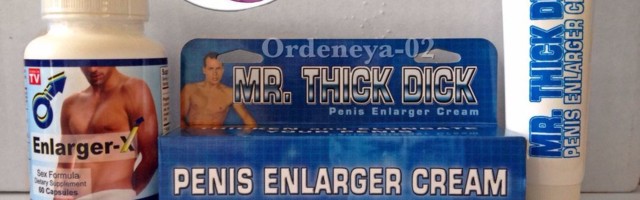 TV
Enlarger-X
Sex Formula
Dietary Supplement
60 Capsules
Ordeneya-02
MR. THICK DICK
Penis Enlarger Cream
PENIS ENLARGER CREAM
MR. THICK DICK
PENIS ENLARGER CREAM